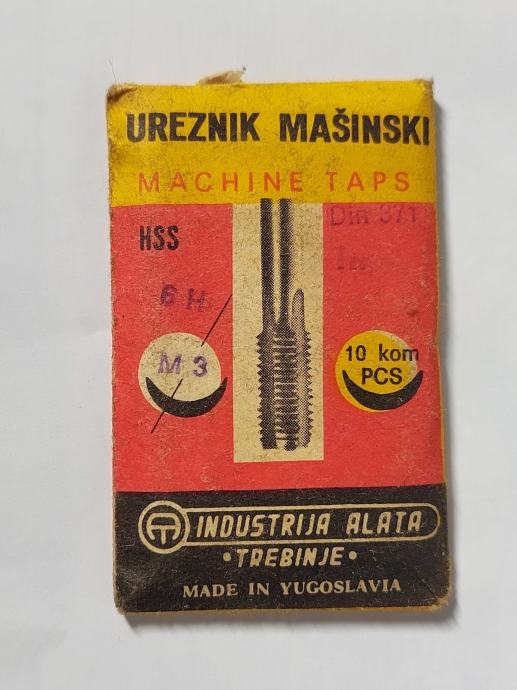 UREZNIK MAŠINSKI
MACHINE TAPS
Din 371
HSS
6 H
M 3
10 kom
PCS
INDUSTRIJA ALATA
•TREBINJE•
MADE IN YUGOSLAVIA